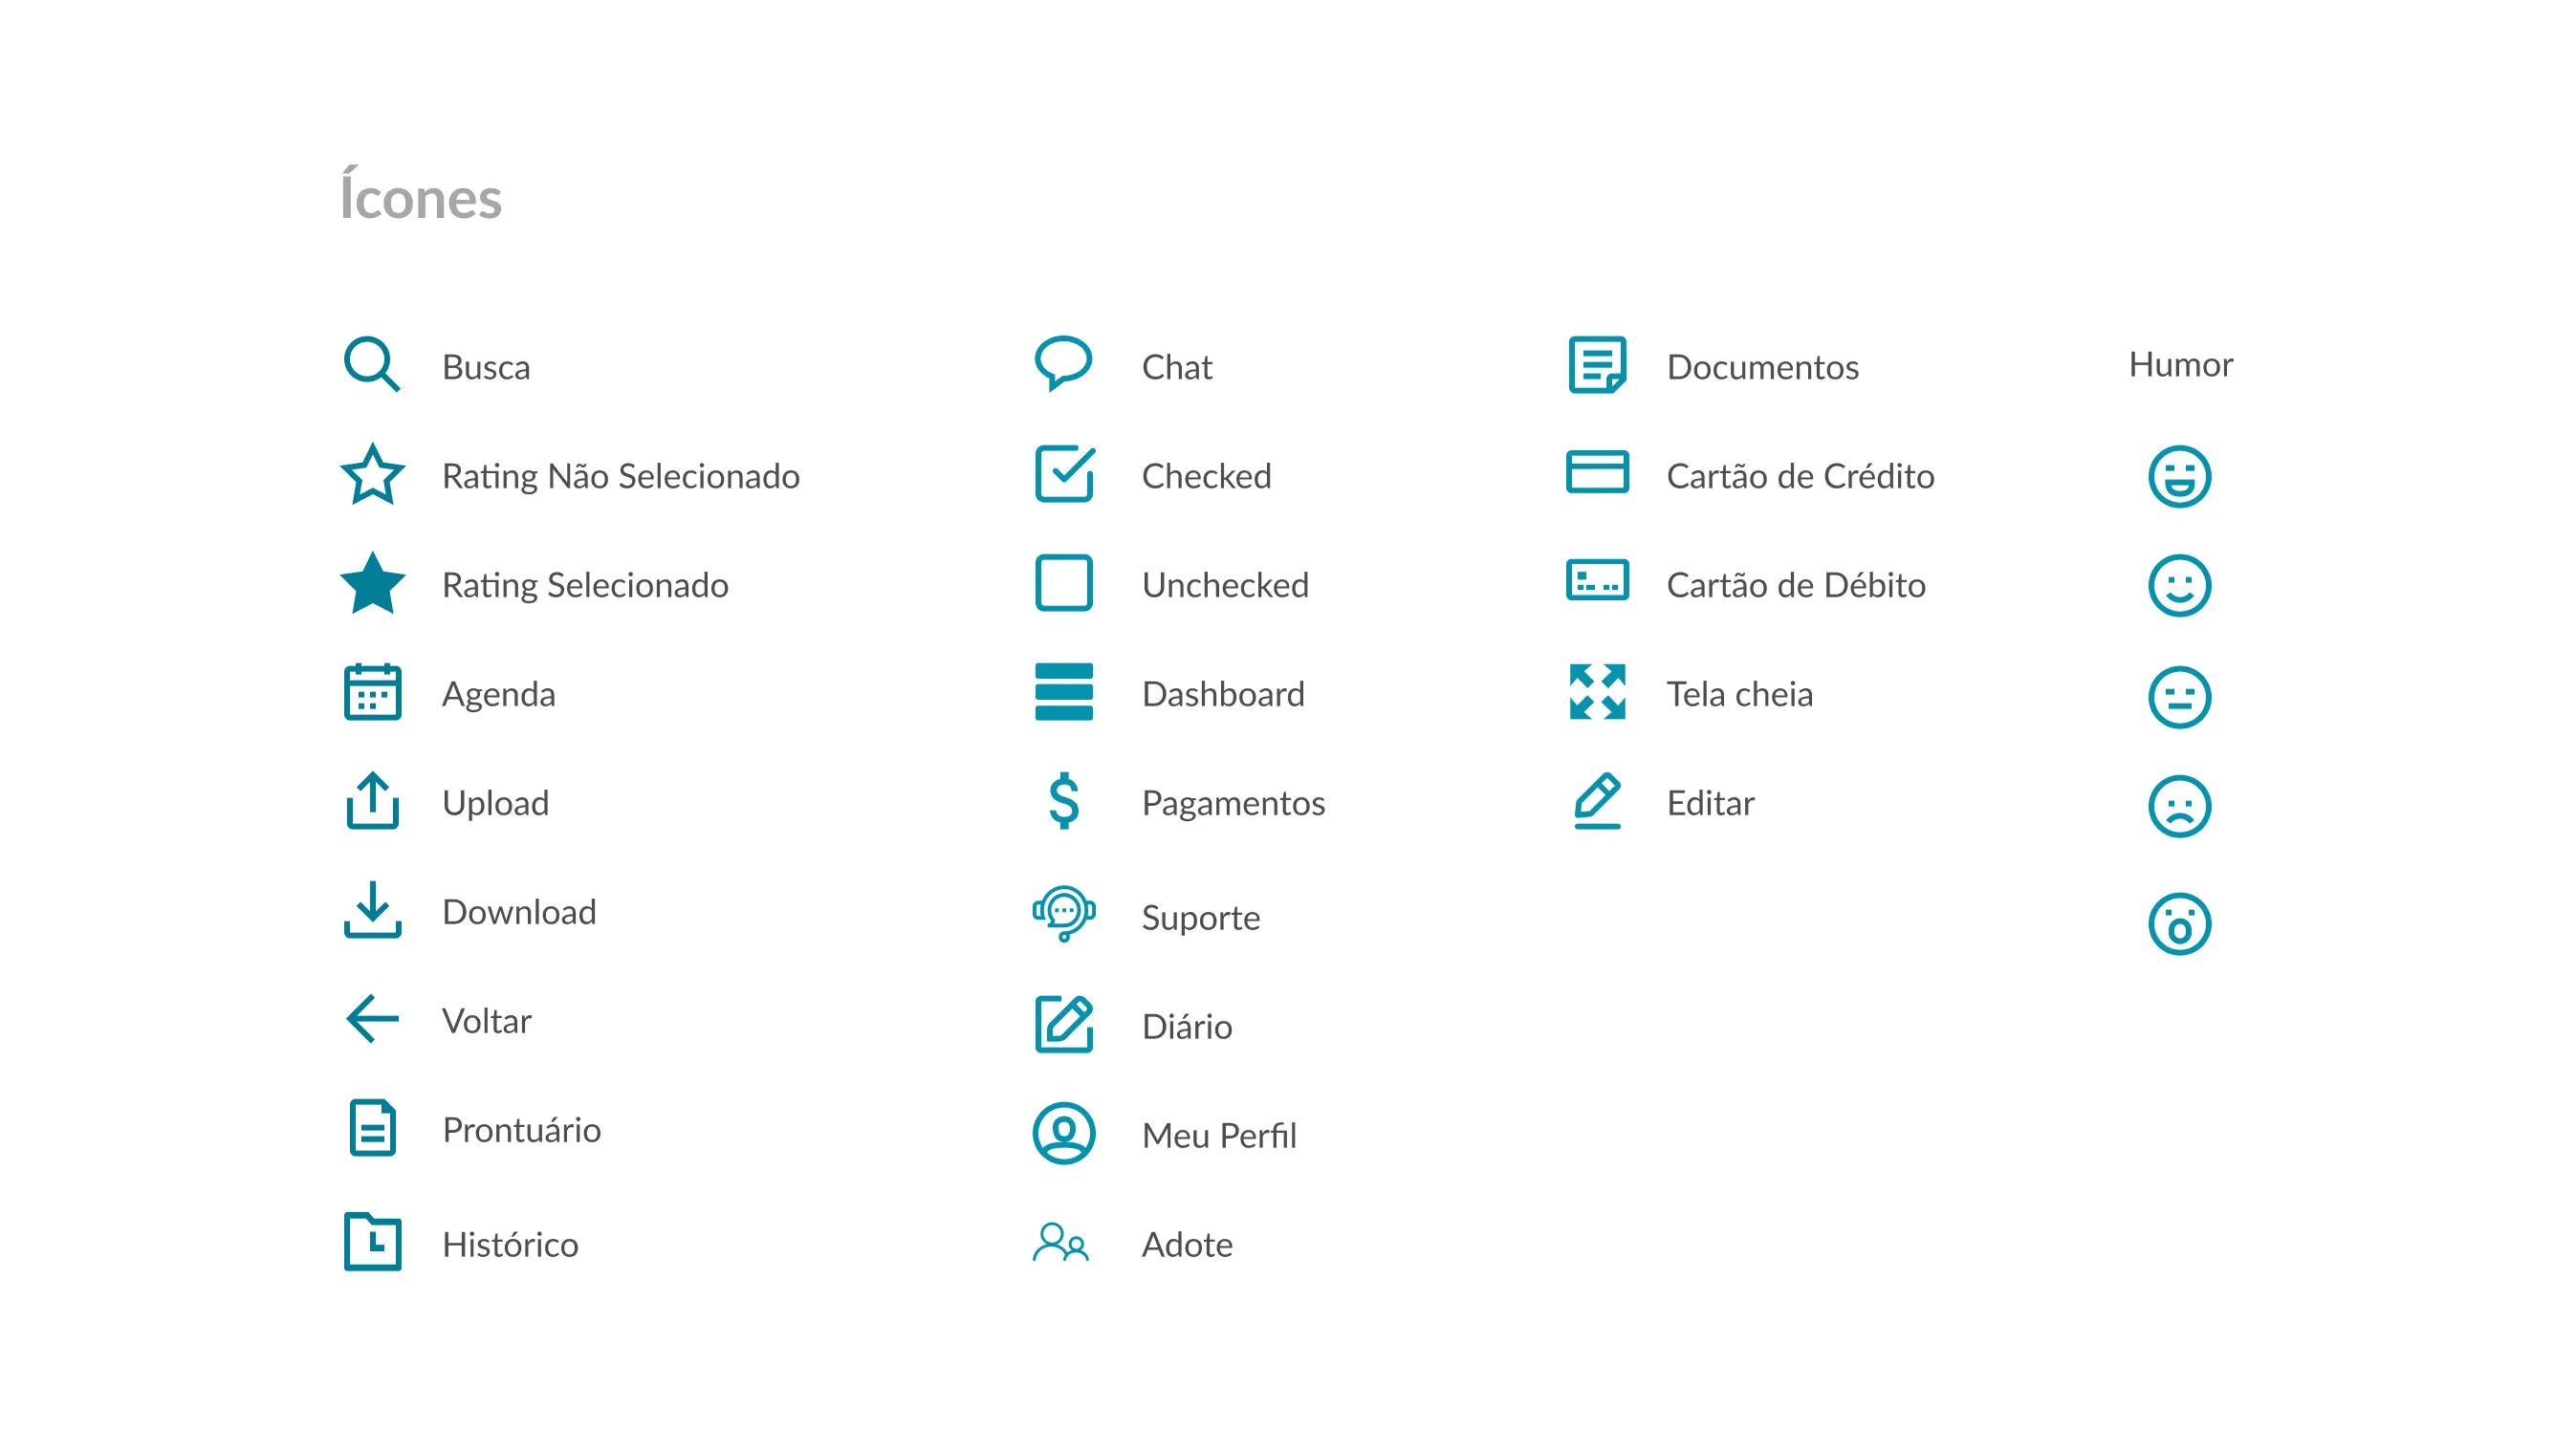 Ícones
Busca
Rating Não Selecionado
Rating Selecionado
Agenda
Upload
Download
Voltar
Prontuário
Histórico
Chat
Checked
Unchecked
Dashboard
Pagamentos
Suporte
Diário
Meu Perfil
Adote
Documentos
Cartão de Crédito
Cartão de Débito
Tela cheia
Editar
Humor